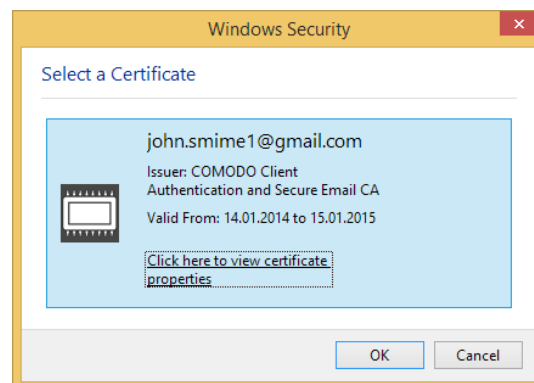 Windows Security
Select a Certificate
john.smime1@gmail.com
Issuer: COMODO Client
Authentication and Secure Email CA
Valid From: 14.01.2014 to 15.01.2015
Click here to view certificate
properties
OK Cancel